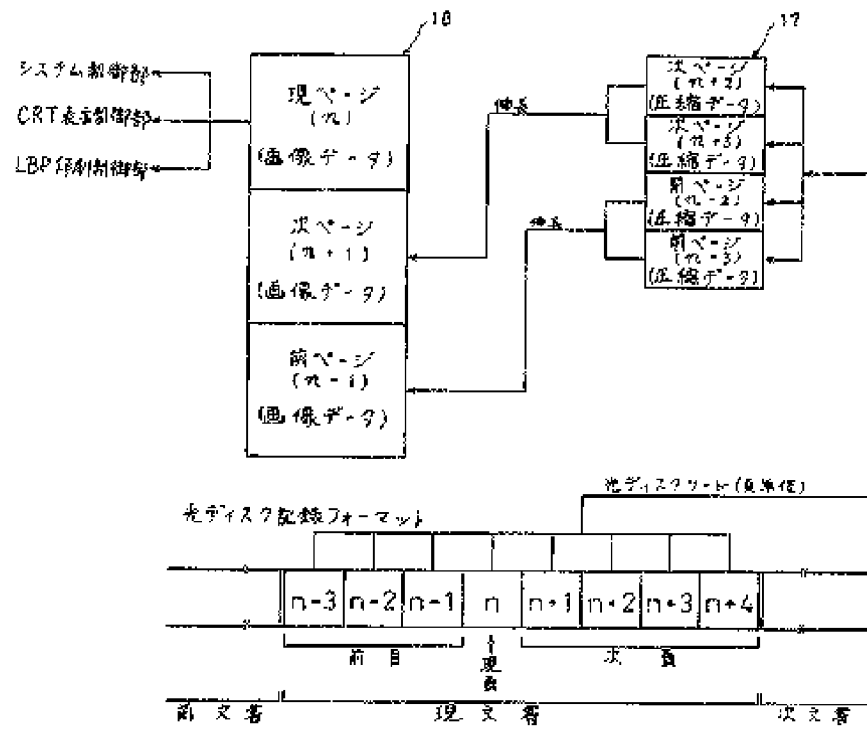 18
システム制御部
CRT表示制御部
LBP印刷制御部
現ページ
(n)
(画像データ)
次ページ
(n+1)
(画像データ)
前ページ
(n-1)
(画像データ)
伸長
伸長
17
次ページ
(n+2)
(圧縮データ)
次ページ
(n+3)
(圧縮データ)
前ページ
(n-2)
(圧縮データ)
前ページ
(n-3)
(圧縮データ)
光ディスクリード(頁単位)
光ディスク記録フォーマット
n-3 n-2 n-1 n n+1 n+2 n+3 n+4
前頁 現頁 次頁
前文書 現文書 次文書